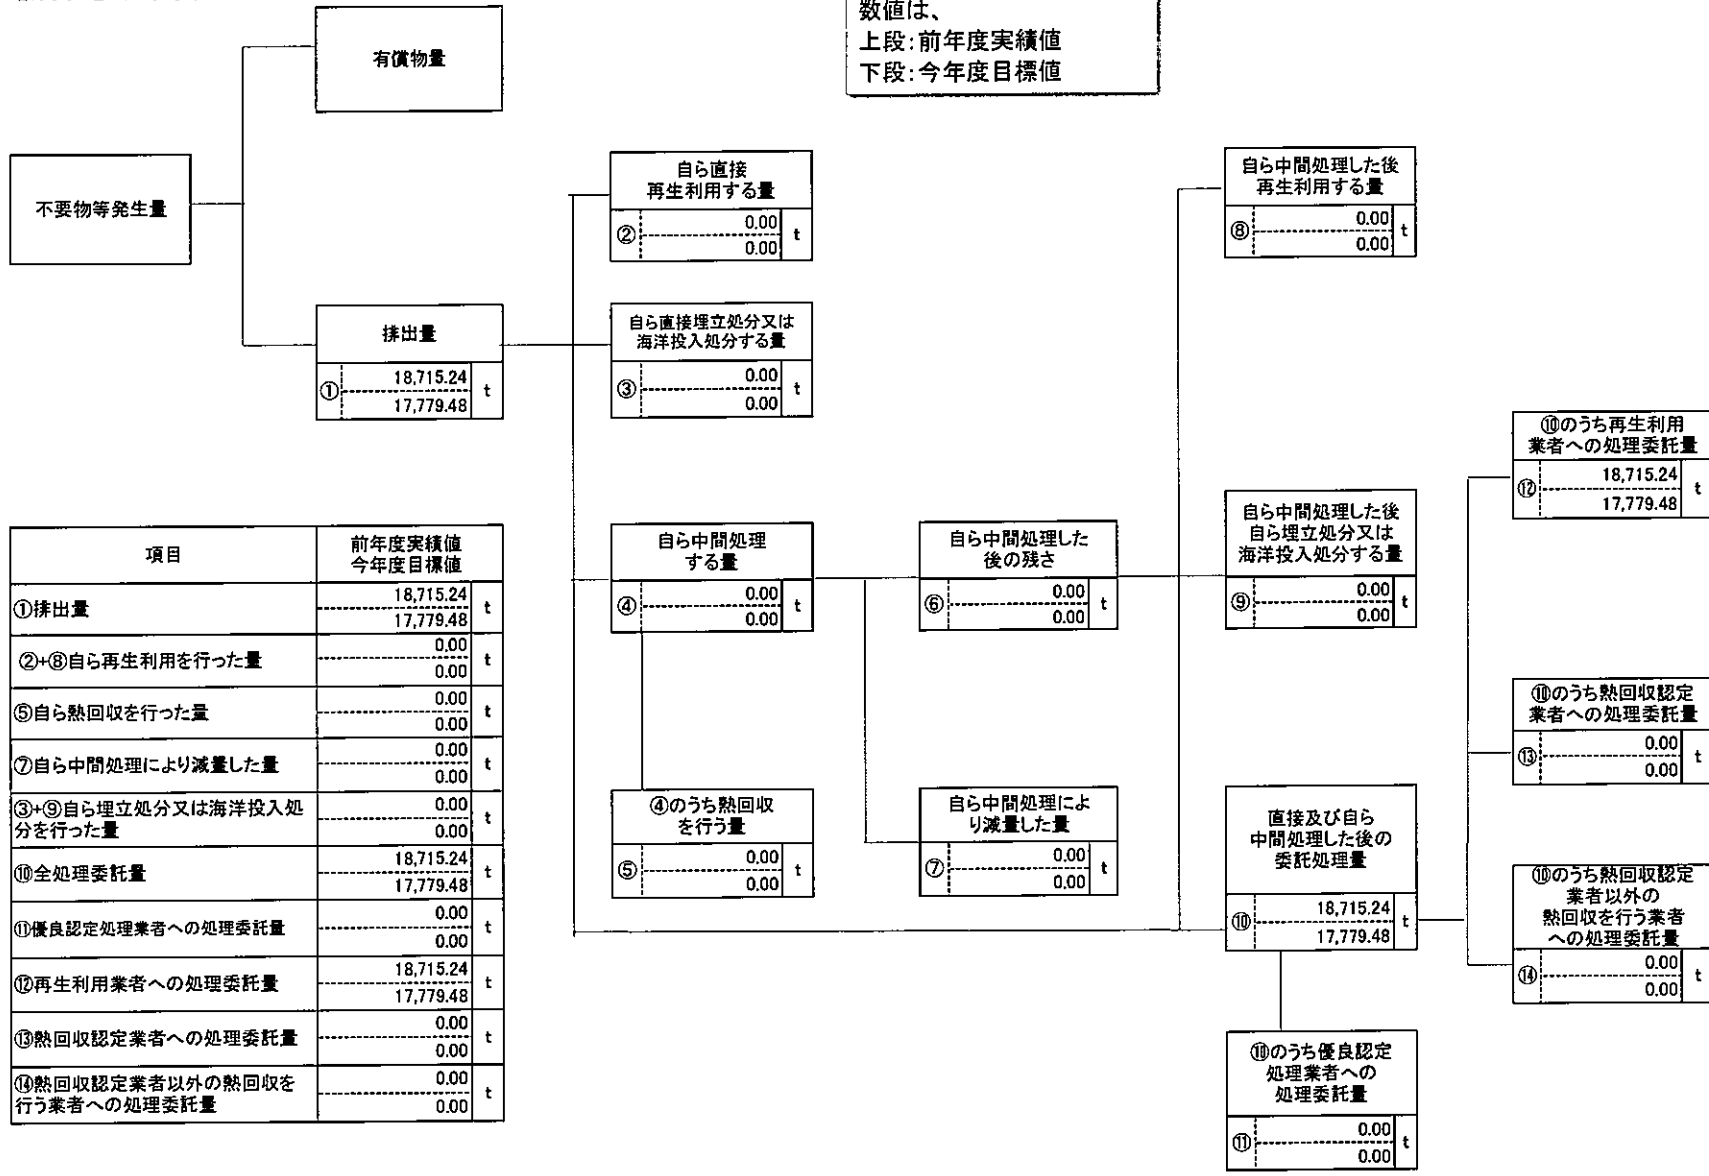 数値は、
上段:前年度実績値
下段:今年度目標値
有償物量
不要物等発生量
排出量
① 18,715.24 t
17,779.48
自ら直接
再生利用する量
② 0.00 t
0.00
自ら直接埋立処分又は
海洋投入処分する量
③ 0.00 t
0.00
自ら中間処理
する量
④ 0.00 t
0.00
④のうち熱回収
を行う量
⑤ 0.00 t
0.00
自ら中間処理した
後の残さ
⑥ 0.00 t
0.00
自ら中間処理によ
り減量した量
⑦ 0.00 t
0.00
自ら中間処理した後
再生利用する量
⑧ 0.00 t
0.00
自ら中間処理した後
自ら埋立処分又は
海洋投入処分する量
⑨ 0.00 t
0.00
直接及び自ら
中間処理した後の
委託処理量
⑩ 18,715.24 t
17,779.48
⑩のうち優良認定
処理業者への
処理委託量
⑪ 0.00 t
0.00
⑩のうち再生利用
業者への処理委託量
⑫ 18,715.24 t
17,779.48
⑩のうち熱回収認定
業者への処理委託量
⑬ 0.00 t
0.00
⑩のうち熱回収認定
業者以外の
熱回収を行う業者
への処理委託量
⑭ 0.00 t
0.00
項目 前年度実績値
今年度目標値
①排出量 18,715.24 t
17,779.48
②+⑧自ら再生利用を行った量 0.00 t
0.00
⑤自ら熱回収を行った量 0.00 t
0.00
⑦自ら中間処理により減量した量 0.00 t
0.00
③+⑨自ら埋立処分又は海洋投入処 0.00 t
分を行った量 0.00
⑩全処理委託量 18,715.24 t
17,779.48
⑪優良認定処理業者への処理委託量 0.00 t
0.00
⑫再生利用業者への処理委託量 18,715.24 t
17,779.48
⑬熱回収認定業者への処理委託量 0.00 t
0.00
⑭熱回収認定業者以外の熱回収を 0.00 t
行う業者への処理委託量 0.00